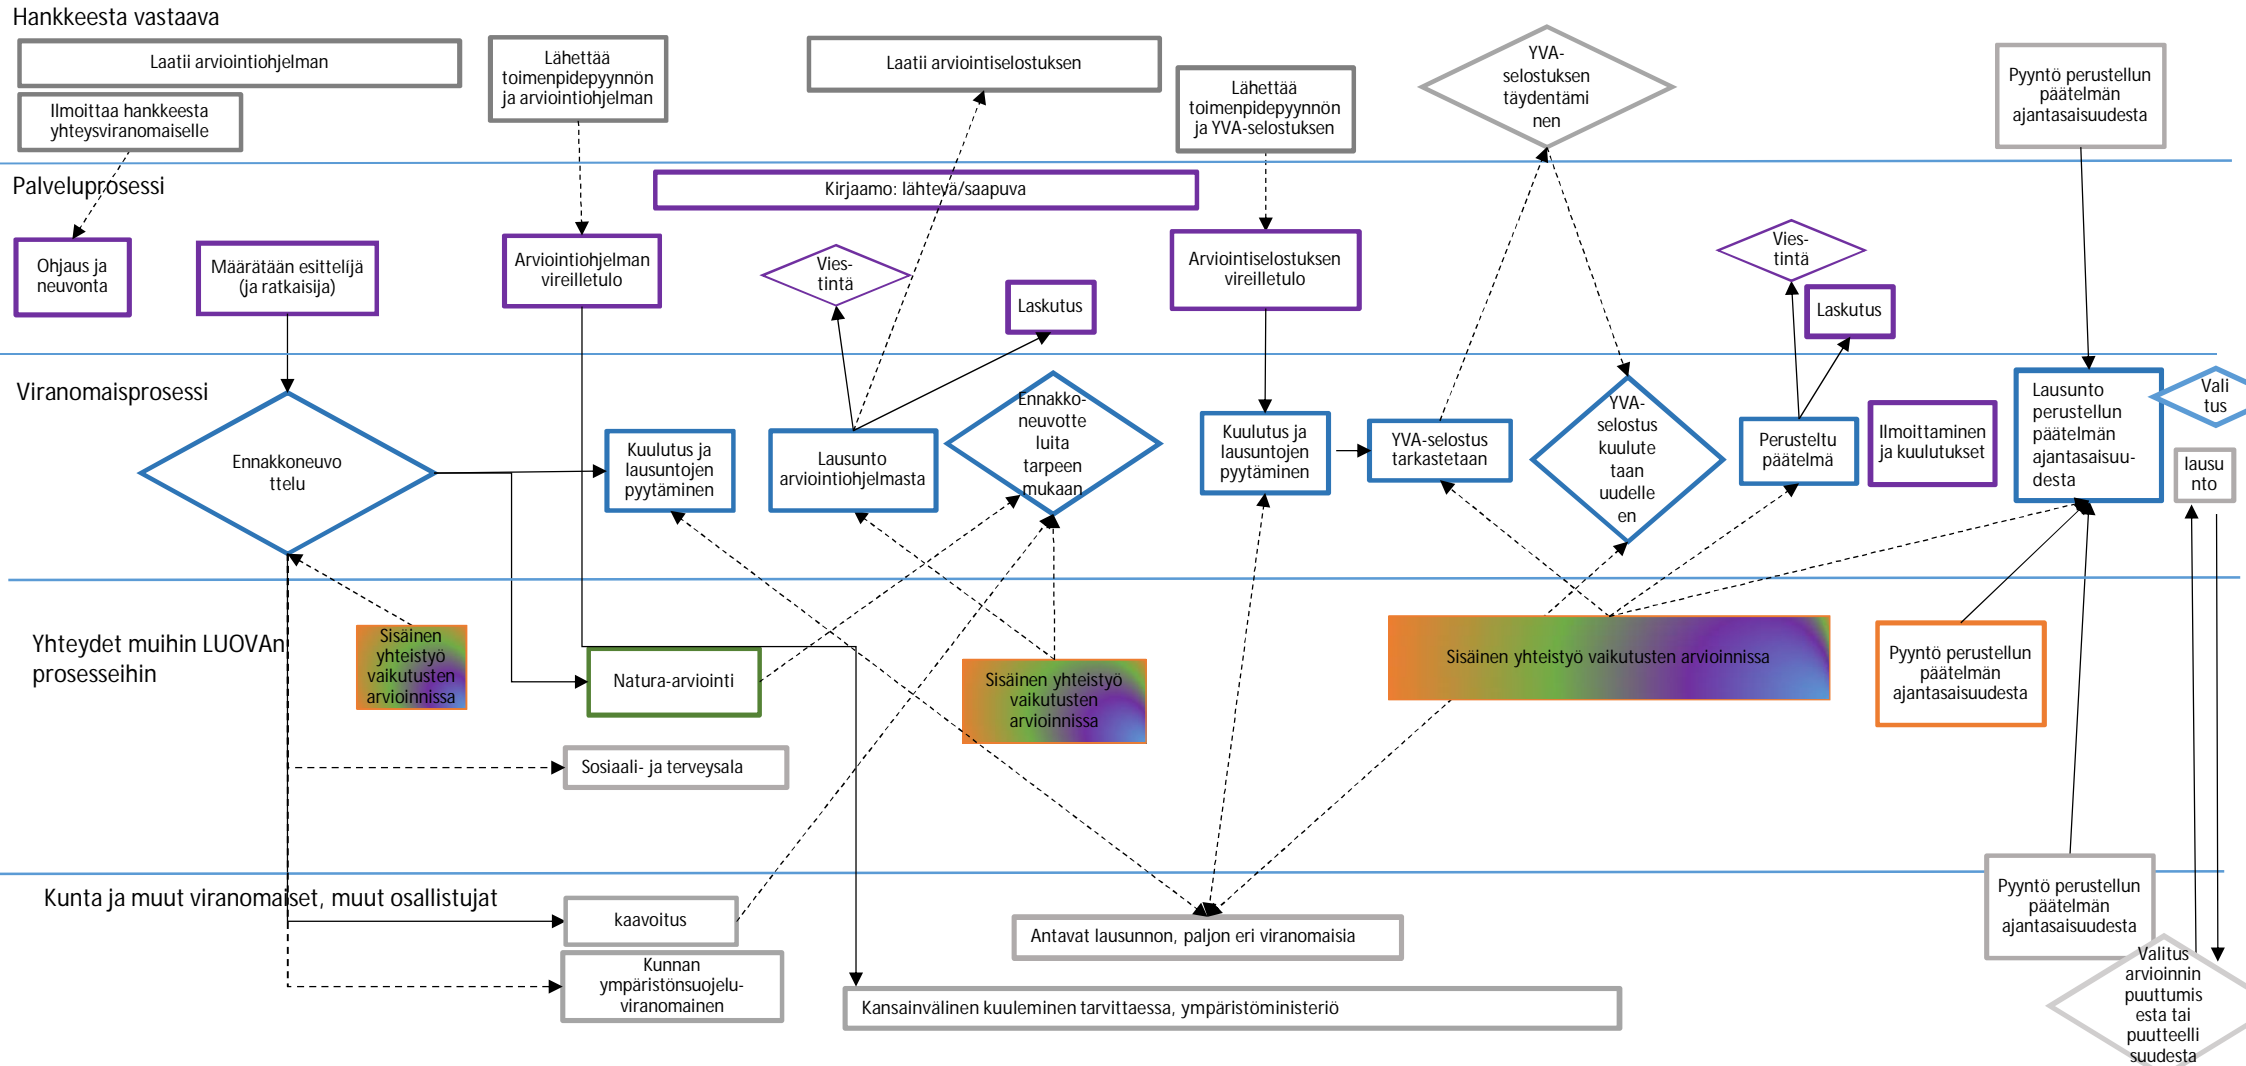 Hankkeesta vastaava
Laatii arviointiohjelman
Ilmoittaa hankkeesta
yhteysviranomaiselle
Lähettää
toimenpidepyynnön
ja arviointiohjelman
Laatii arviointiselostuksen
Lähettää
toimenpidepyynnön
ja YVA-selostuksen
YVA-
selostuksen
täydentämi
nen
Pyyntö perustellun
päätelmän
ajantasaisuudesta
Palveluprosessi
Kirjaamo: lähtevä/saapuva
Ohjaus ja
neuvonta
Määrätään esittelijä
(ja ratkaisija)
Arviointiohjelman
vireilletulo
Vies-
tintä
Laskutus
Arviointiselostuksen
vireilletulo
Vies-
tintä
Laskutus
Viranomaisprosessi
Ennakkoneuvo
ttelu
Kuulutus ja
lausuntojen
pyytäminen
Lausunto
arviointiohjelmasta
Ennakko-
neuvotte
luita
tarpeen
mukaan
Kuulutus ja
lausuntojen
pyytäminen
YVA-selostus
tarkastetaan
YVA-
selostus
kuulute
taan
uudelle
en
Perusteltu
päätelmä
Ilmoittaminen
ja kuulutukset
Lausunto
perustellun
päätelmän
ajantasaisuu-
desta
Vali
tus
lausu
nto
Yhteydet muihin LUOVAn
prosesseihin
Sisäinen
yhteistyö
vaikutusten
arvioinnissa
Natura-arviointi
Sisäinen yhteistyö
vaikutusten
arvioinnissa
Sisäinen yhteistyö vaikutusten arvioinnissa
Pyyntö perustellun
päätelmän
ajantasaisuudesta
Sosiaali- ja terveysala
Kunta ja muut viranomaiset, muut osallistujat
kaavoitus
Kunnan
ympäristönsuojelu-
viranomainen
Antavat lausunnon, paljon eri viranomaisia
Kansainvälinen kuuleminen tarvittaessa, ympäristöministeriö
Pyyntö perustellun
päätelmän
ajantasaisuudesta
Valitus
arvioinnin
puuttumis
esta tai
puutteelli
suudesta